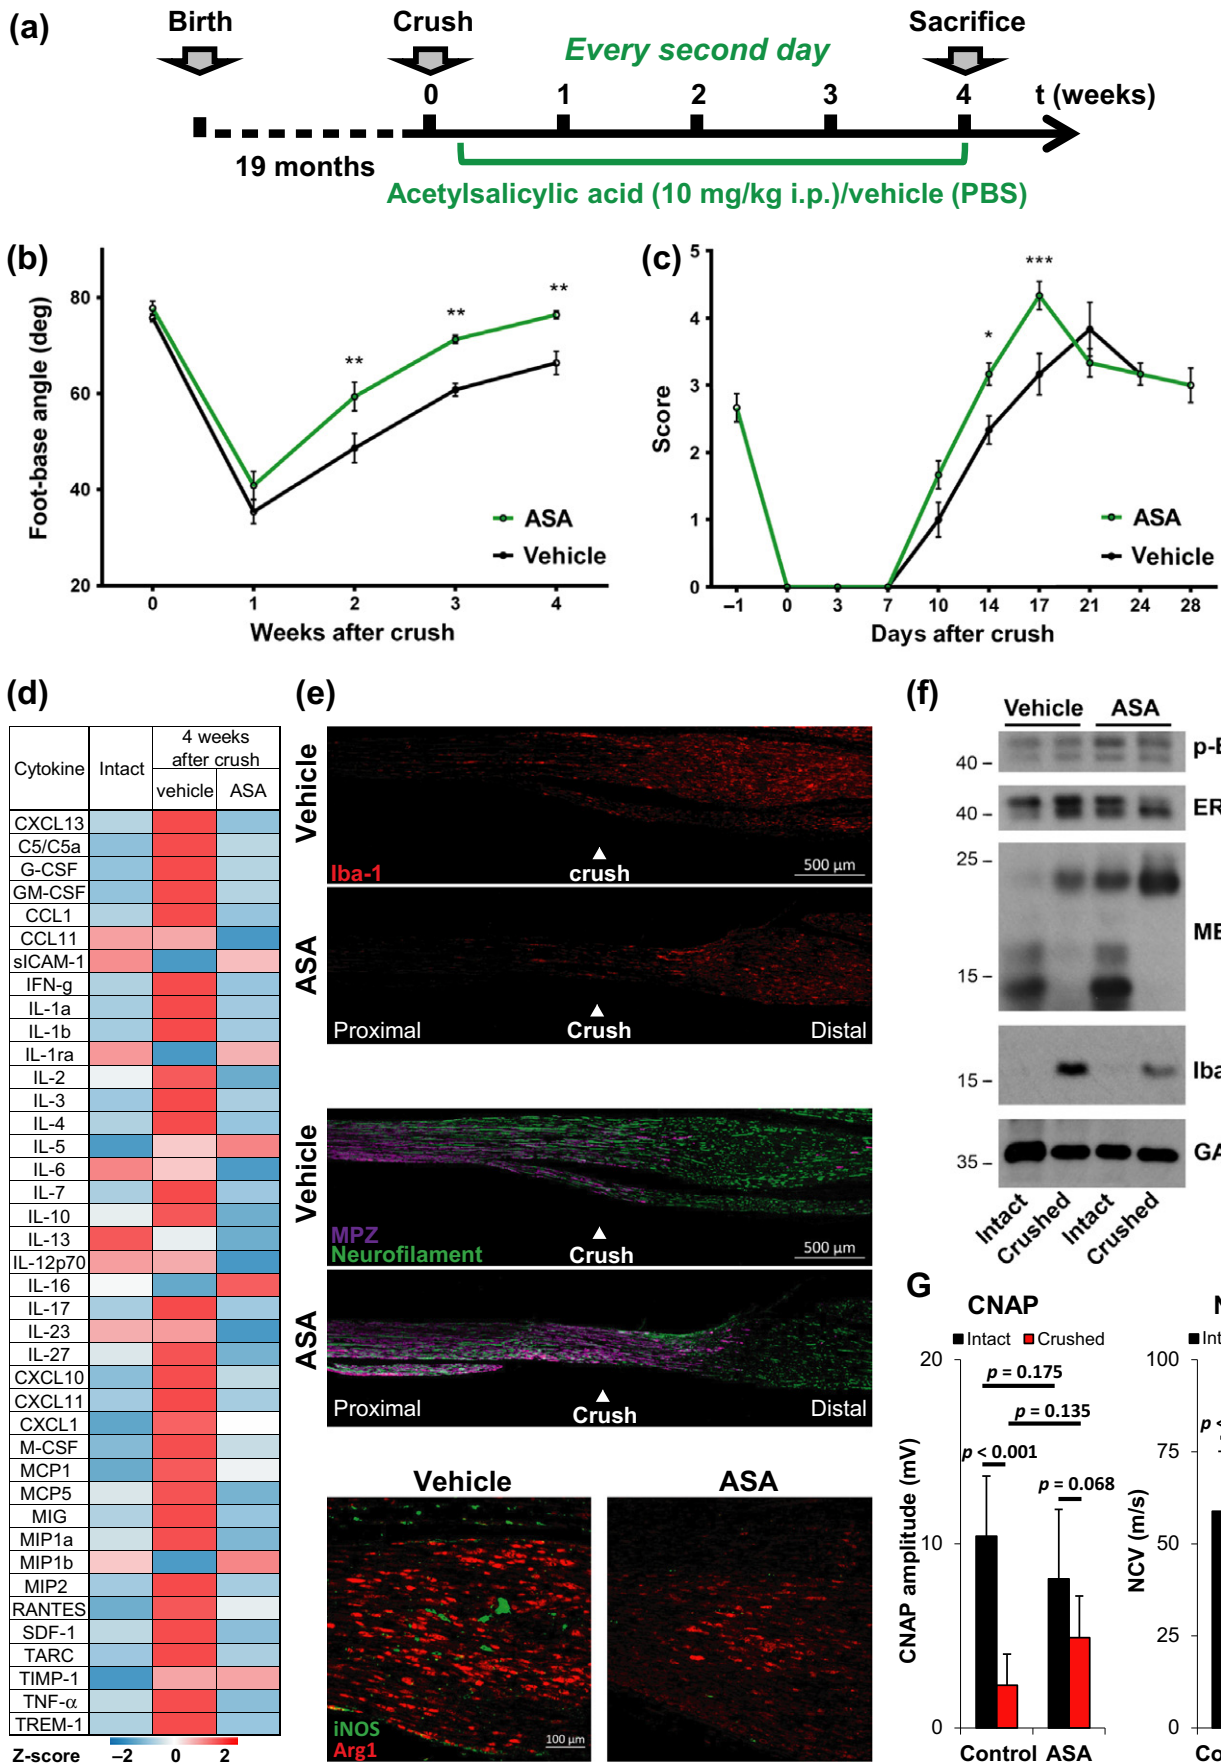 (a)
Birth
Crush
Every second day
Sacrifice
0
1
2
3
4
t (weeks)
19 months
Acetylsalicylic acid (10 mg/kg i.p.)/vehicle (PBS)
(b)
Foot-base angle (deg)
80
60
40
20
**
**
**
ASA
Vehicle
0
1
2
3
4
Weeks after crush
(c)
Score
5
4
3
2
1
0
*
***
ASA
Vehicle
–1
0
3
7
10
14
17
21
24
28
Days after crush
(d)
Cytokine
Intact
4 weeks
after crush
vehicle
ASA
CXCL13
C5/C5a
G-CSF
GM-CSF
CCL1
CCL11
sICAM-1
IFN-g
IL-1a
IL-1b
IL-1ra
IL-2
IL-3
IL-4
IL-5
IL-6
IL-7
IL-10
IL-13
IL-12p70
IL-16
IL-17
IL-23
IL-27
CXCL10
CXCL11
CXCL1
M-CSF
MCP1
MCP5
MIG
MIP1a
MIP1b
MIP2
RANTES
SDF-1
TARC
TIMP-1
TNF-α
TREM-1
Z-score
–2
0
2
(e)
Vehicle
Iba-1
crush
500 µm
ASA
Proximal
Crush
Distal
Vehicle
MPZ
Neurofilament
Crush
500 µm
ASA
Proximal
Crush
Distal
Vehicle
ASA
iNOS
Arg1
100 µm
(f)
Vehicle
ASA
40 –
p-E
40 –
ER
25 –
15 –
15 –
Iba
35 –
GA
Intact
Crushed
Intact
Crushed
G
CNAP
Intact
Crushed
CNAP amplitude (mV)
20
10
0
p = 0.175
p = 0.135
p < 0.001
p = 0.068
Control
ASA
N
Int
NCV (m/s)
100
75
50
25
0
p <
Co